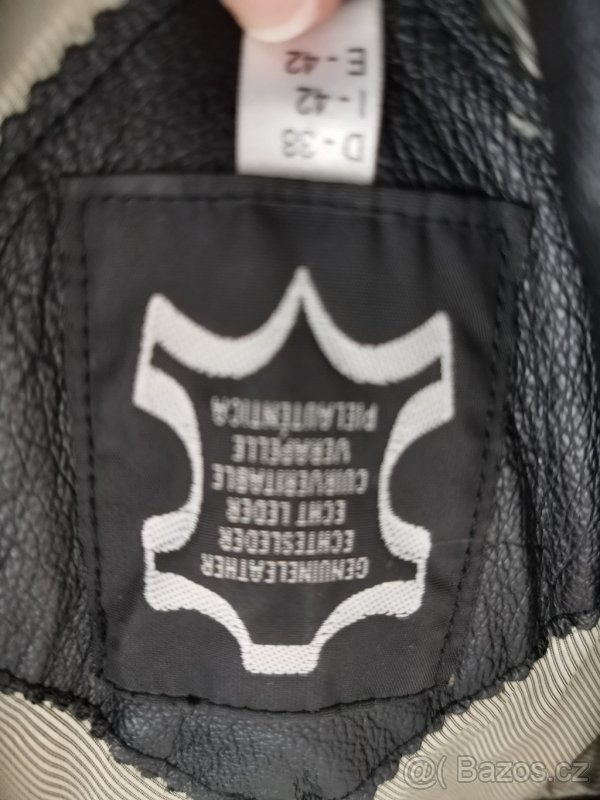 GENUINELEATHER
ECHTESLEDER
ECHT LEDER
CUIRVERITABLE
VERAPELLE
PIELAUTÉNTICA
D - 38
I - 42
E - 42
@( Bazos.cz